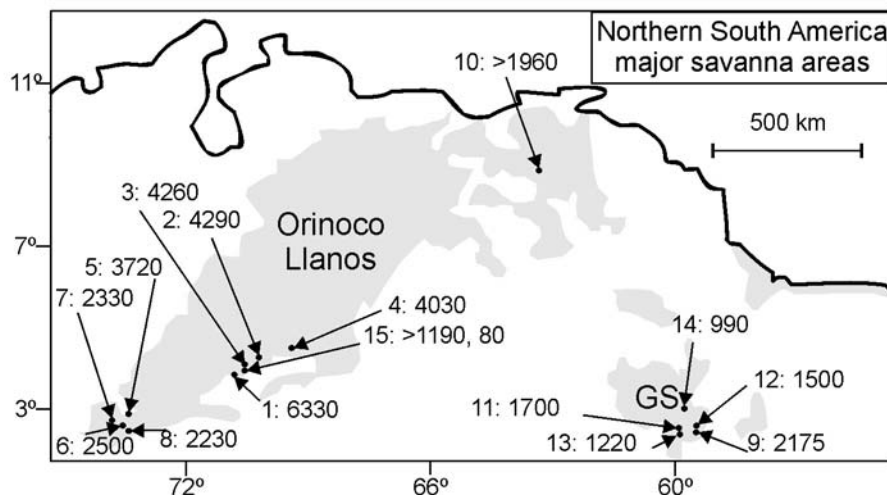 Northern South America
major savanna areas
10: >1960
11º
500 km
3: 4260
2: 4290
Orinoco
Llanos
7º
5: 3720
7: 2330
4: 4030
15: >1190, 80
14: 990
12: 1500
GS
11: 1700
3º
1: 6330
6: 2500
8: 2230
13: 1220
9: 2175
72º
66º
60º